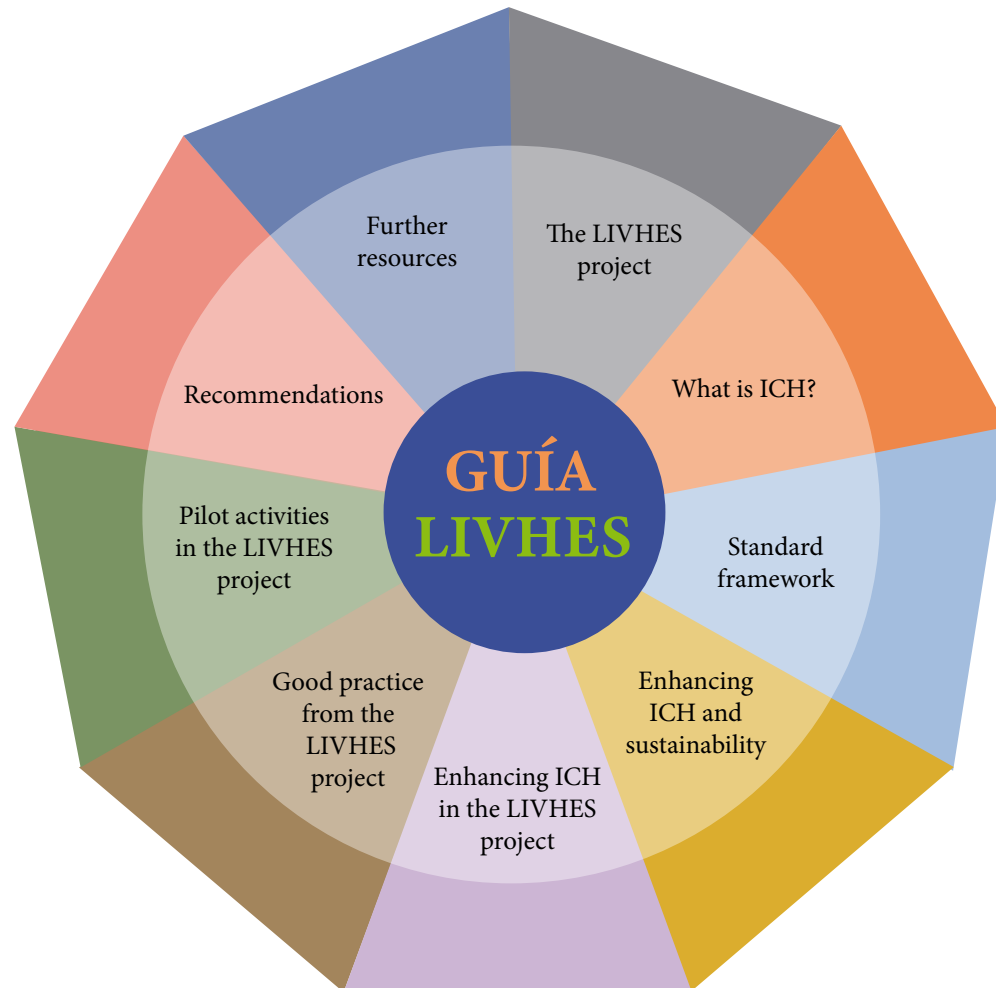 GUÍA
LIVHES
The LIVHES
project
What is ICH?
Standard
framework
Enhancing
ICH and
sustainability
Enhancing ICH
in the LIVHES
project
Good practice
from the
LIVHES
project
Pilot activities
in the LIVHES
project
Recommendations
Further
resources